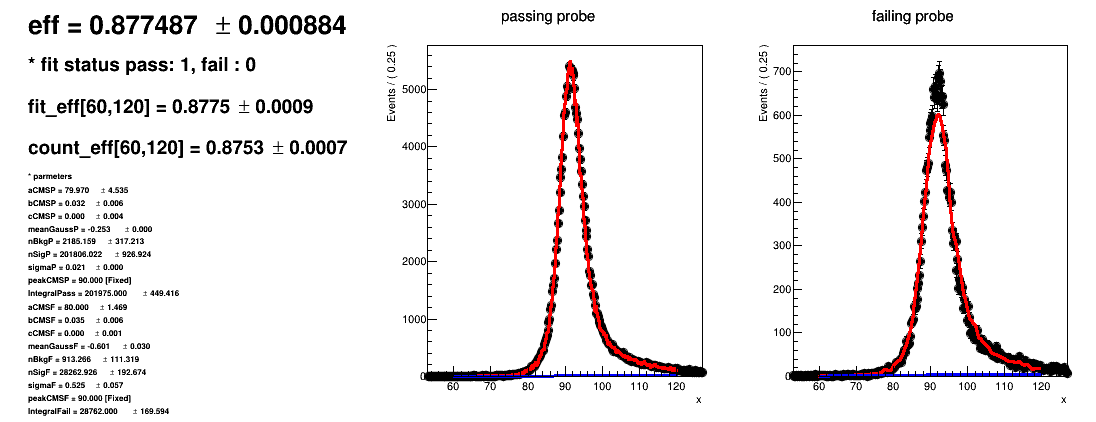 eff = 0.877487 ± 0.000884
* fit status pass: 1, fail : 0
fit_eff[60,120] = 0.8775 ± 0.0009
count_eff[60,120] = 0.8753 ± 0.0007
* parmeters
aCMSP = 79.970 ± 4.535
bCMSP = 0.032 ± 0.006
cCMSP = 0.000 ± 0.004
meanGaussP = -0.253 ± 0.000
nBkgP = 2185.159 ± 317.213
nSigP = 201806.022 ± 926.924
sigmaP = 0.021 ± 0.000
peakCMSP = 90.000 [Fixed]
IntegralPass = 201975.000 ± 449.416
aCMSF = 80.000 ± 1.469
bCMSF = 0.035 ± 0.006
cCMSF = 0.000 ± 0.001
meanGaussF = -0.601 ± 0.030
nBkgF = 913.266 ± 111.319
nSigF = 28262.926 ± 192.674
sigmaF = 0.525 ± 0.057
peakCMSF = 90.000 [Fixed]
IntegralFail = 28762.000 ± 169.594
passing probe
Events / ( 0.25 )
5000
4000
3000
2000
1000
0
60 70 80 90 100 110 120
x
failing probe
Events / ( 0.25 )
700
600
500
400
300
200
100
0
60 70 80 90 100 110 120
x